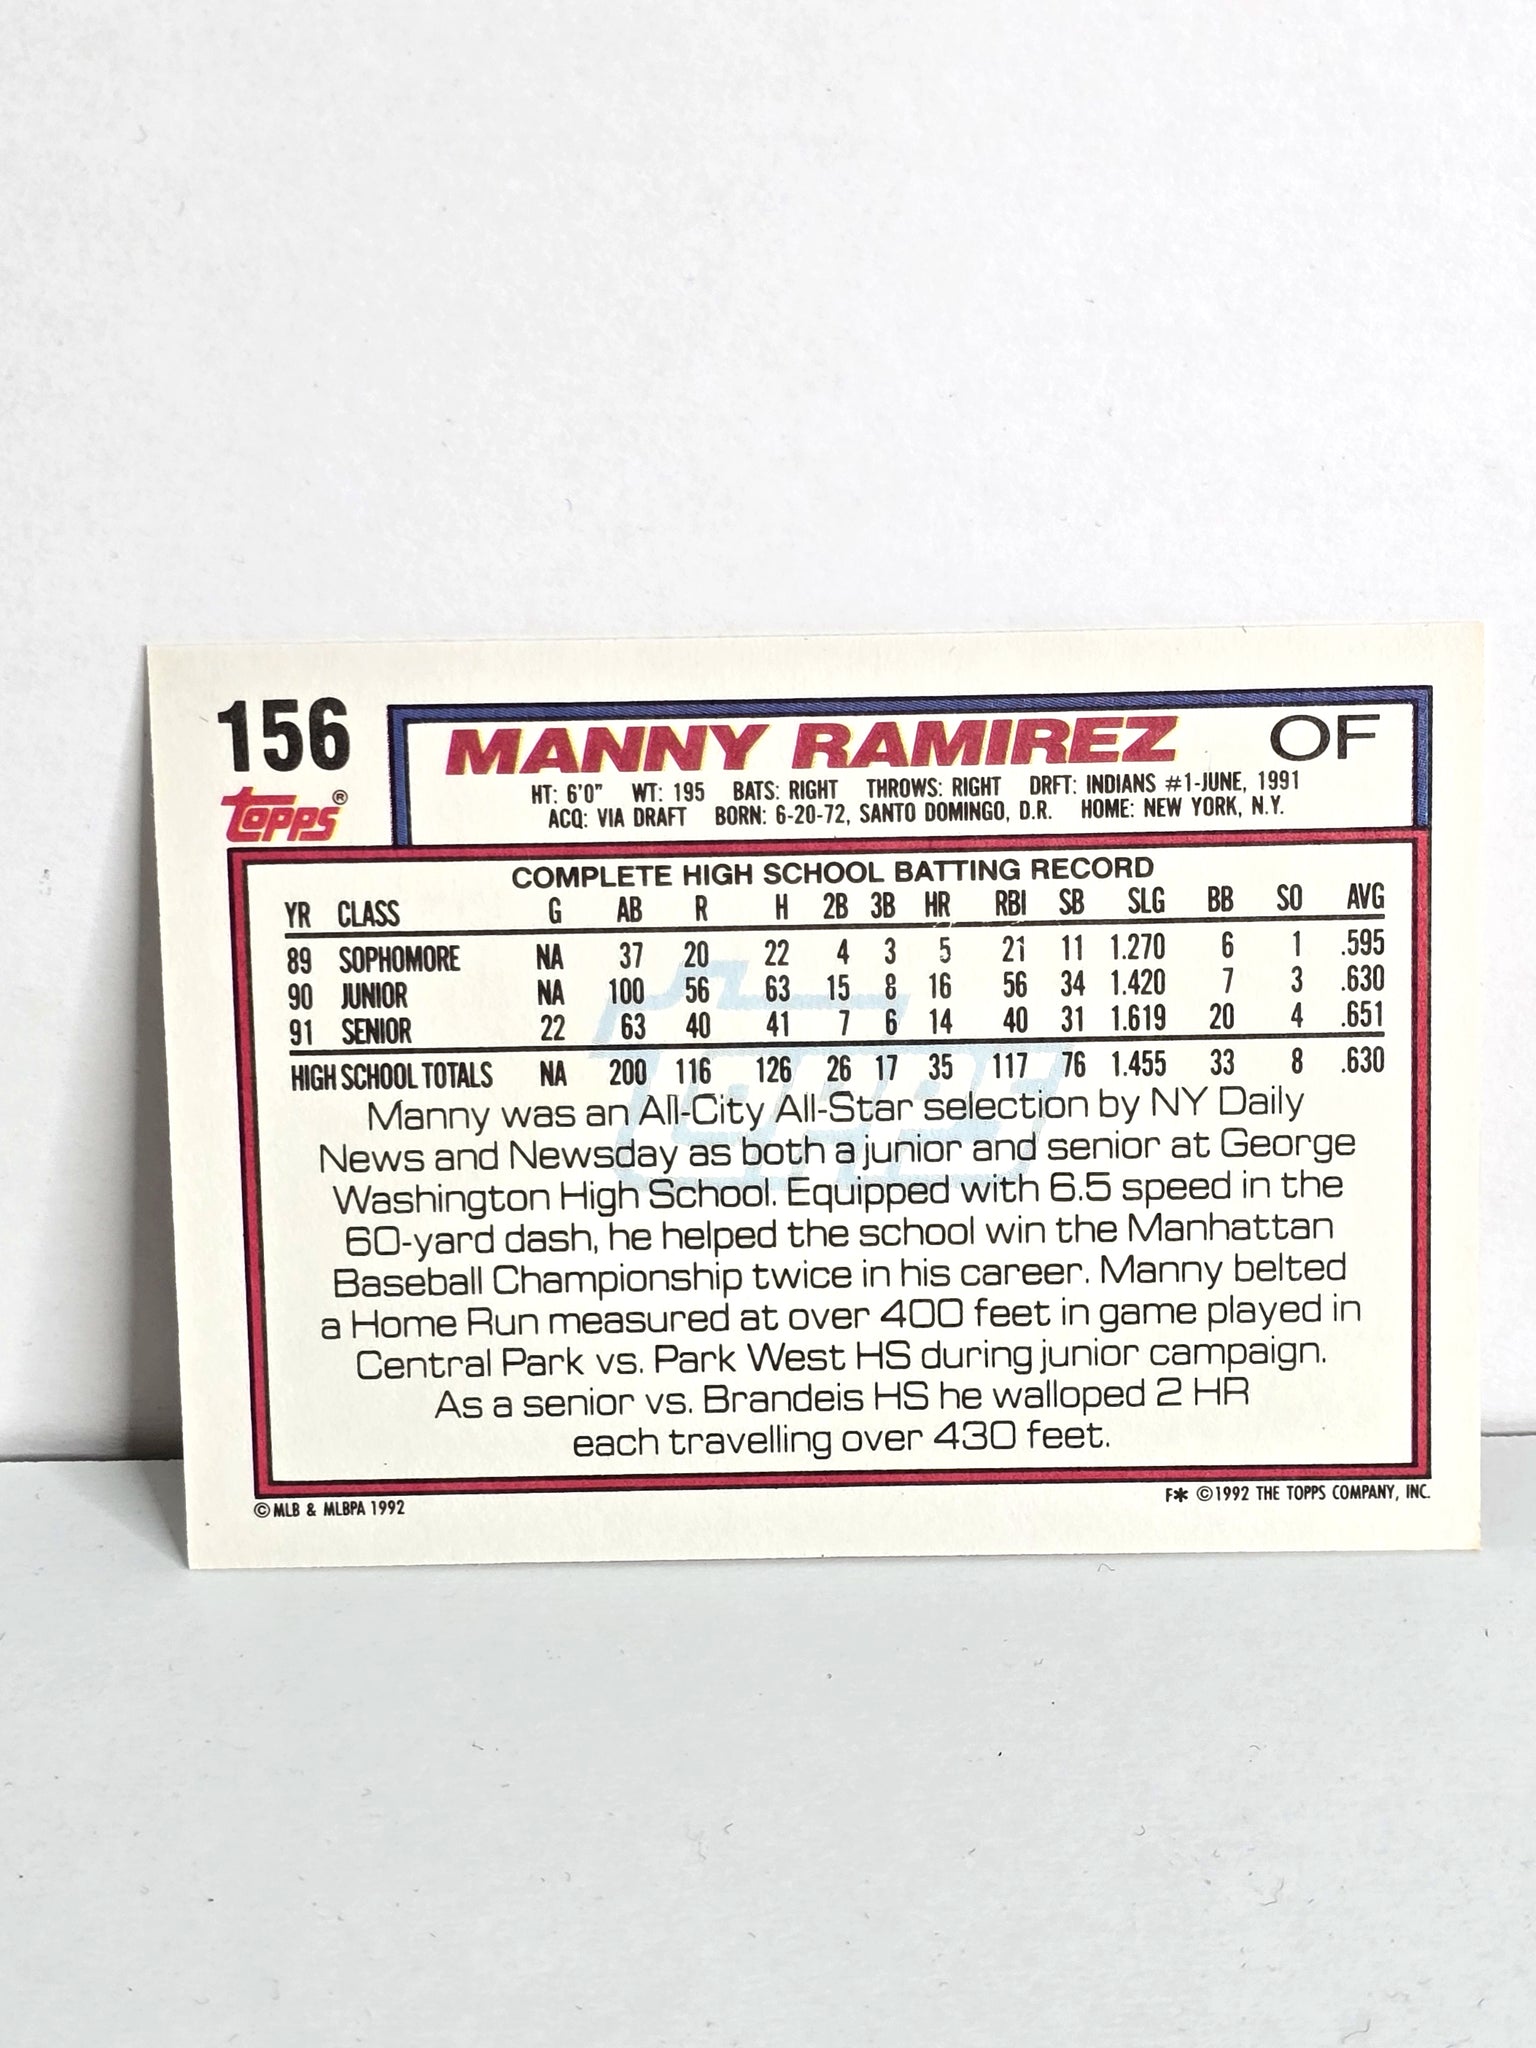 156
MANNY RAMIREZ OF
topps®
HT: 6'0" WT: 195 BATS: RIGHT THROWS: RIGHT DRFT: INDIANS #1-JUNE, 1991
ACQ: VIA DRAFT BORN: 6-20-72, SANTO DOMINGO, D.R. HOME: NEW YORK, N.Y.
COMPLETE HIGH SCHOOL BATTING RECORD
YR CLASS G AB R H 2B 3B HR RBI SB SLG BB SO AVG
89 SOPHOMORE NA 37 20 22 4 3 5 21 11 1.270 6 1 .595
90 JUNIOR NA 100 56 63 15 8 16 56 34 1.420 7 3 .630
91 SENIOR 22 63 40 41 7 6 14 40 31 1.619 20 4 .651
HIGH SCHOOL TOTALS NA 200 116 126 26 17 35 117 76 1.455 33 8 .630
topps
Manny was an All-City All-Star selection by NY Daily
News and Newsday as both a junior and senior at George
Washington High School. Equipped with 6.5 speed in the
60-yard dash, he helped the school win the Manhattan
Baseball Championship twice in his career. Manny belted
a Home Run measured at over 400 feet in game played in
Central Park vs. Park West HS during junior campaign.
As a senior vs. Brandeis HS he walloped 2 HR
each travelling over 430 feet.
© MLB & MLBPA 1992
F✱ ©1992 THE TOPPS COMPANY, INC.